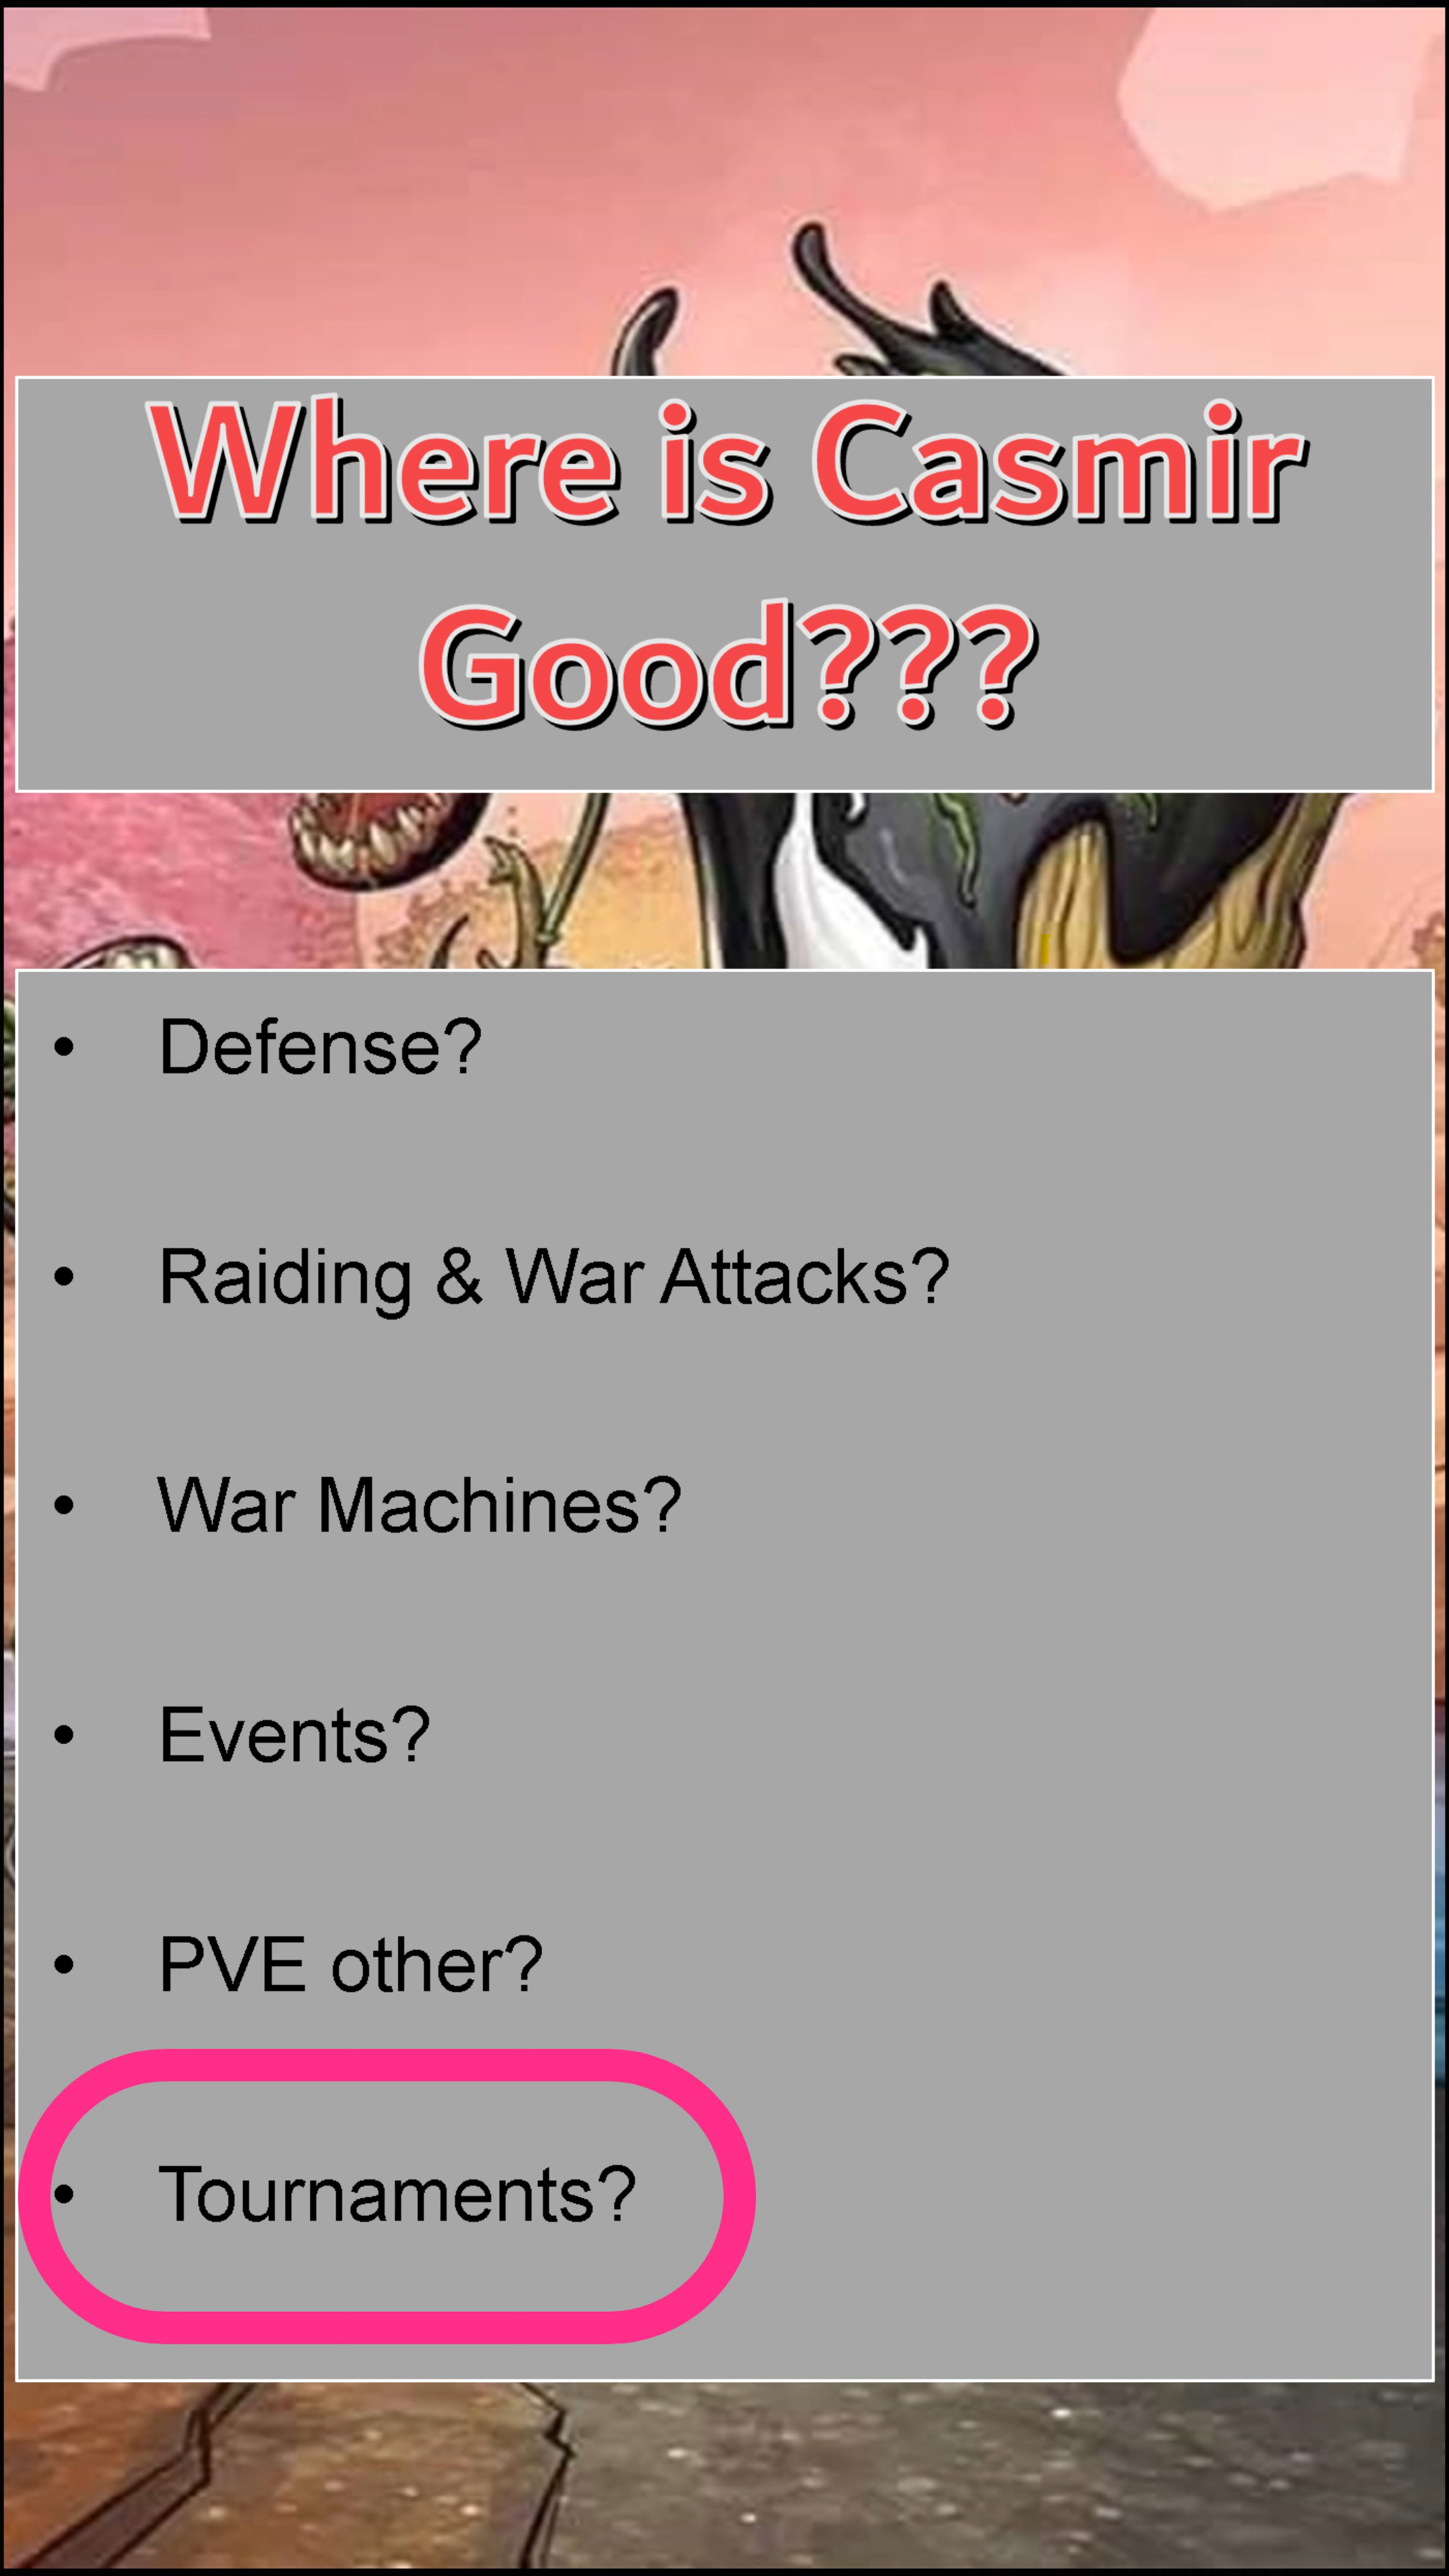 Where is Casmir
Good???
• Defense?
• Raiding & War Attacks?
• War Machines?
• Events?
• PVE other?
• Tournaments?